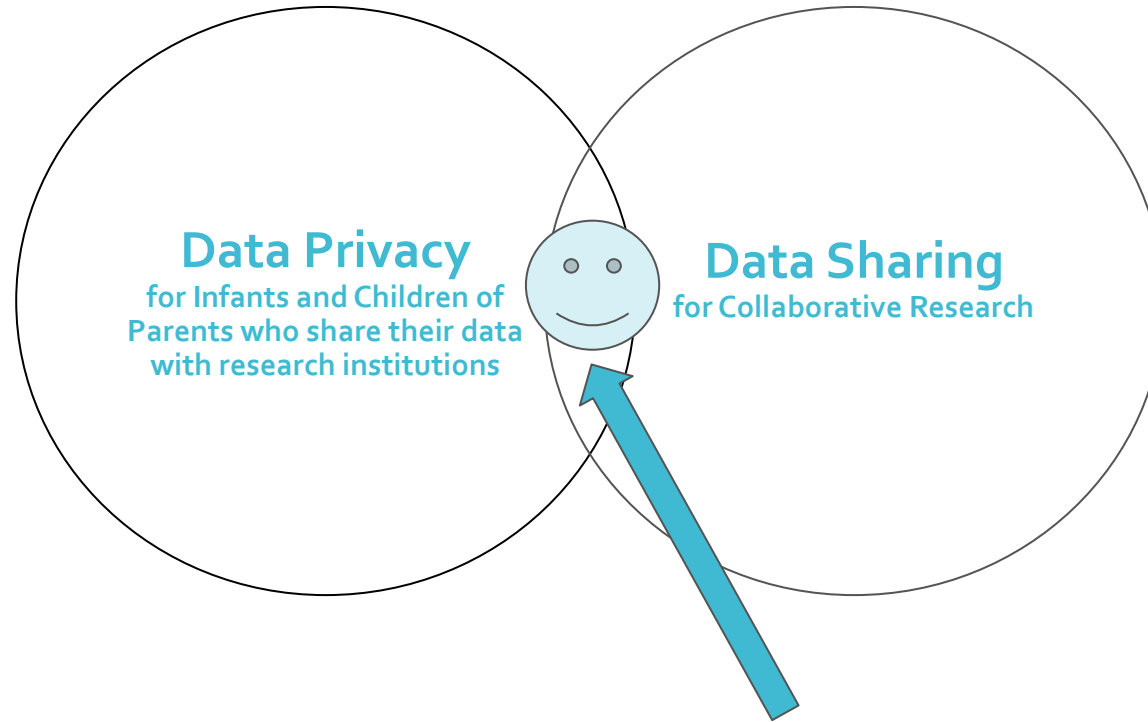 Data Privacy
for Infants and Children of
Parents who share their data
with research institutions
Data Sharing
for Collaborative Research